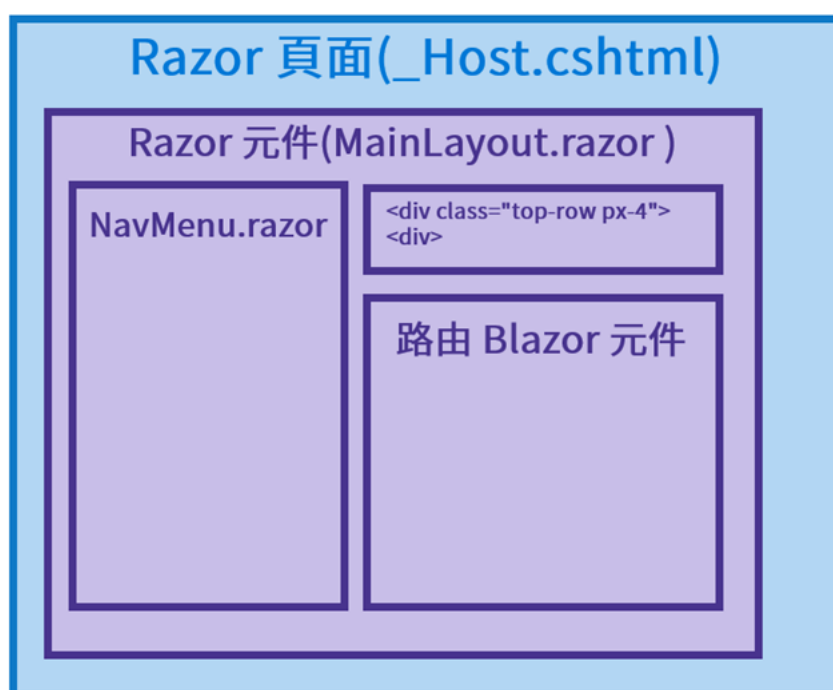 Razor 頁面(_Host.cshtml)
Razor 元件(MainLayout.razor )
NavMenu.razor
<div class="top-row px-4">
<div>
路由 Blazor 元件